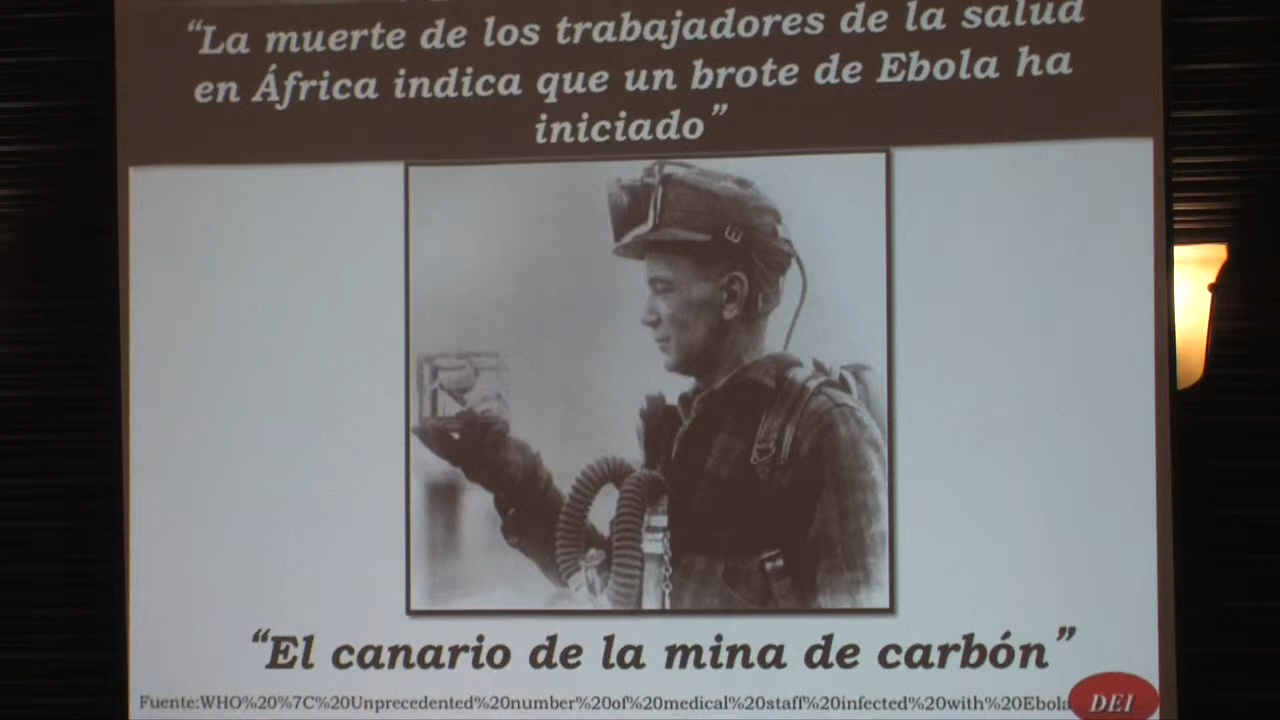 “La muerte de los trabajadores de la salud
en África indica que un brote de Ebola ha
iniciado”
“El canario de la mina de carbón”
Fuente:WHO%20%7C%20Unprecedented%20number%20of%20medical%20staff%20infected%20with%20Ebola
DEI